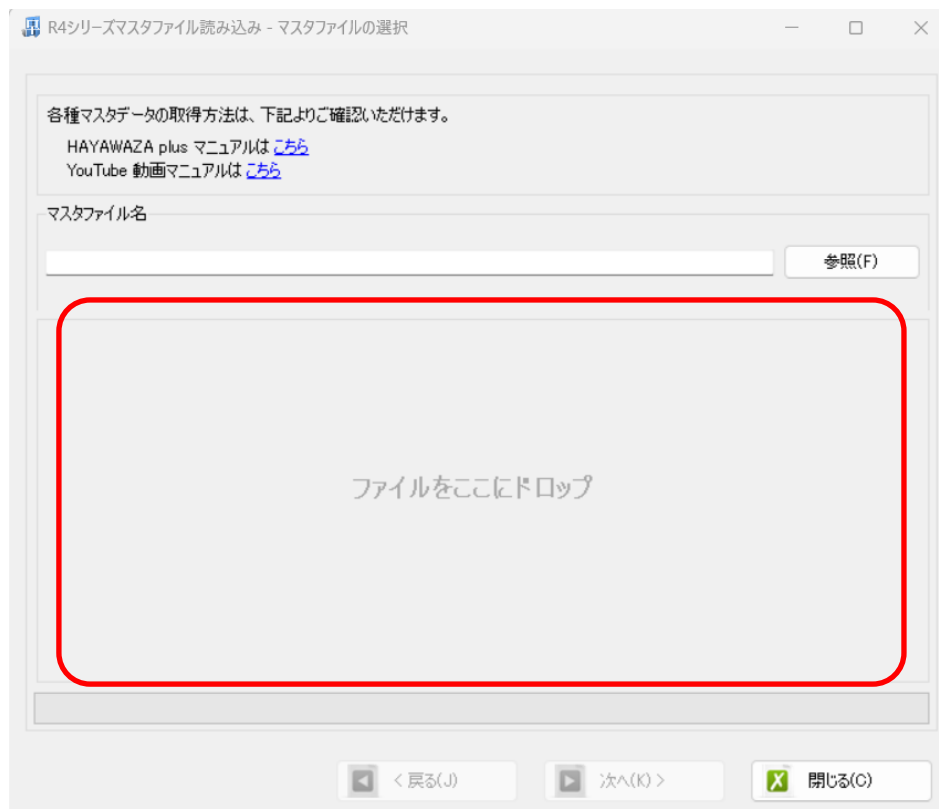 R4シリーズマスタファイル読み込み - マスタファイルの選択
各種マスタデータの取得方法は、下記よりご確認いただけます。
HAYAWAZA plus マニュアルは こちら
YouTube 動画マニュアルは こちら
マスタファイル名
参照(F)
ファイルをここにドロップ
< 戻る(J)
次へ(K) >
閉じる(C)